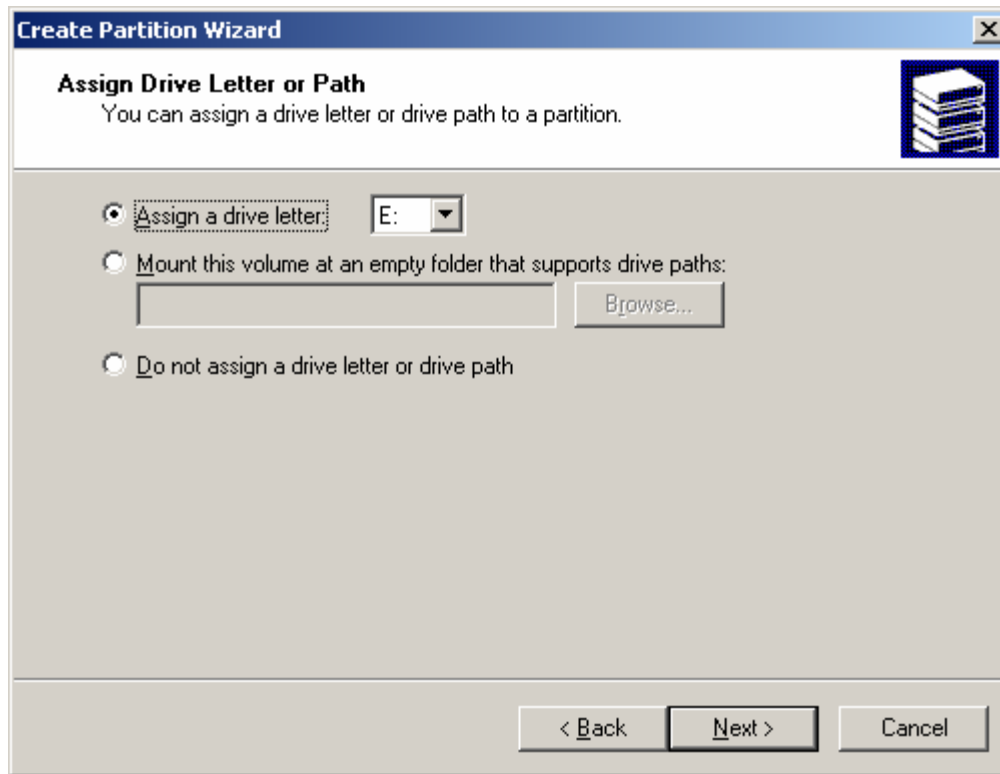 Create Partition Wizard
Assign Drive Letter or Path
You can assign a drive letter or drive path to a partition.
Assign a drive letter: E:
Mount this volume at an empty folder that supports drive paths:
Browse...
Do not assign a drive letter or drive path
< Back Next > Cancel